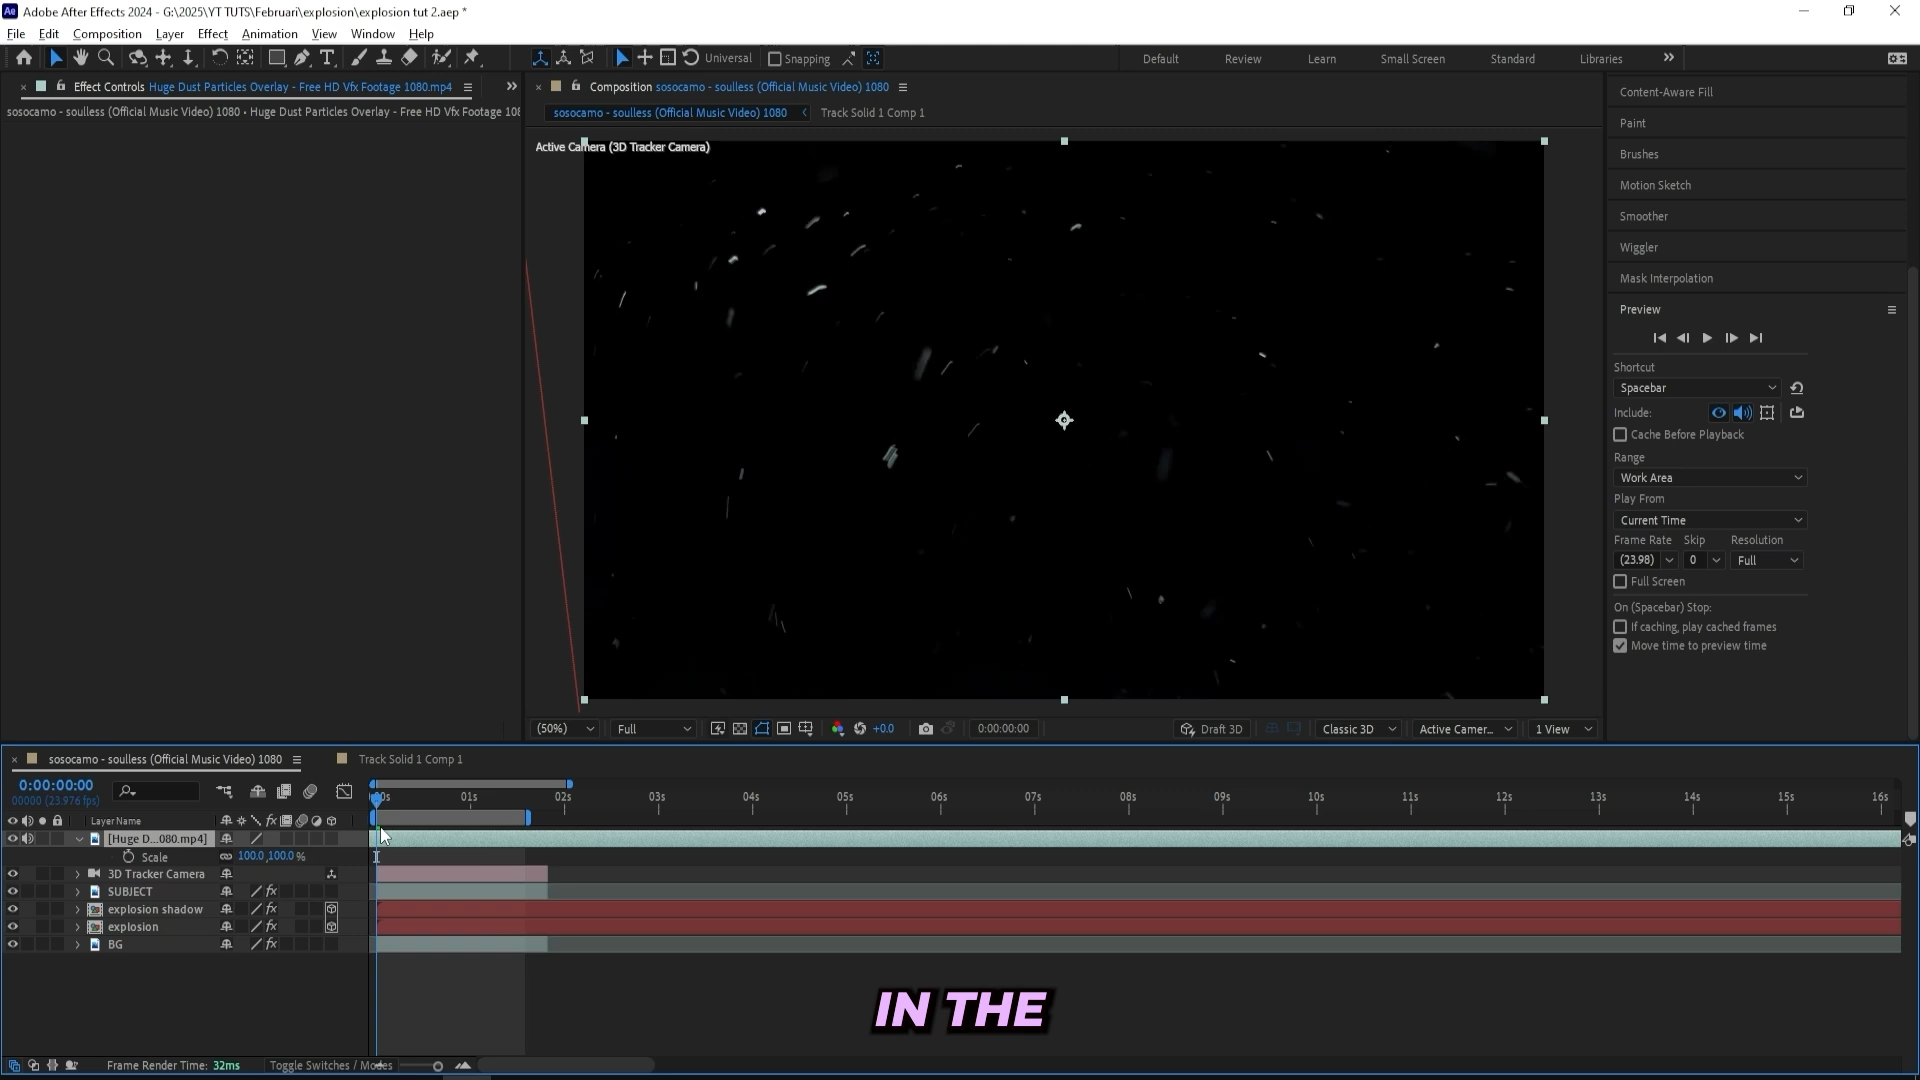 Adobe After Effects 2024 - G:\2025\YT TUTS\Februari\explosion\explosion tut 2.aep *
File Edit Composition Layer Effect Animation View Window Help
Universal Snapping Default Review Learn Small Screen Standard Libraries
Effect Controls Huge Dust Particles Overlay - Free HD Vfx Footage 1080.mp4
sosocamo - soulless (Official Music Video) 1080 • Huge Dust Particles Overlay - Free HD Vfx Footage 108
Composition sosocamo - soulless (Official Music Video) 1080
sosocamo - soulless (Official Music Video) 1080 Track Solid 1 Comp 1
Active Camera (3D Tracker Camera)
Content-Aware Fill
Paint
Brushes
Motion Sketch
Smoother
Wiggler
Mask Interpolation
Preview
Shortcut
Spacebar
Include:
Cache Before Playback
Range
Work Area
Play From
Current Time
Frame Rate Skip Resolution
(23.98) 0 Full
Full Screen
On (Spacebar) Stop:
If caching, play cached frames
Move time to preview time
(50%) Full +0.0 0:00:00:00 Draft 3D Classic 3D Active Camer... 1 View
sosocamo - soulless (Official Music Video) 1080 Track Solid 1 Comp 1
0:00:00:00
00000 (23.976 fps)
00s 01s 02s 03s 04s 05s 06s 07s 08s 09s 10s 11s 12s 13s 14s 15s 16s
Layer Name
[Huge D...080.mp4]
Scale 100.0,100.0 %
3D Tracker Camera
SUBJECT
explosion shadow
explosion
BG
IN THE
Frame Render Time: 32ms Toggle Switches / Modes